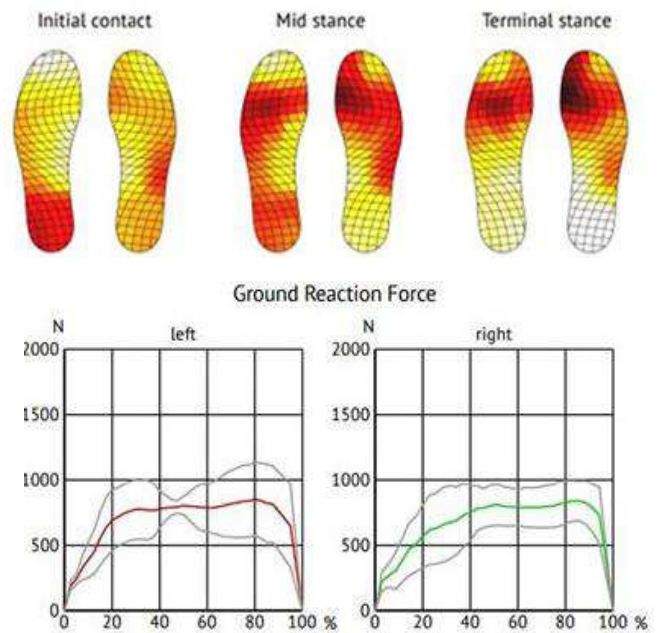 Initial contact Mid stance Terminal stance
Ground Reaction Force
N left N right
2000 2000
1500 1500
1000 1000
500 500
0 0
0 20 40 60 80 100 % 0 20 40 60 80 100 %